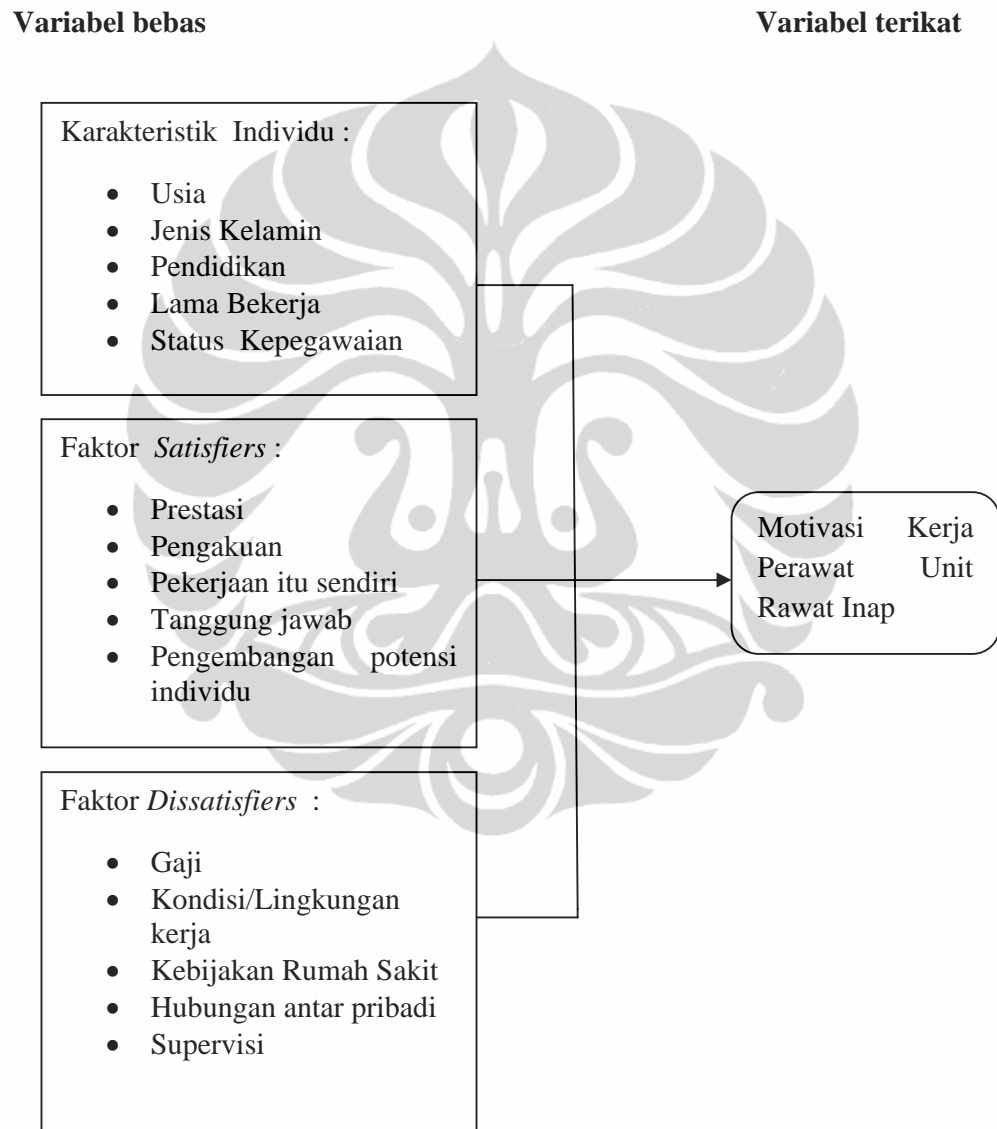 Variabel bebas
Variabel terikat
Karakteristik Individu :
• Usia
• Jenis Kelamin
• Pendidikan
• Lama Bekerja
• Status Kepegawaian
Faktor Satisfiers :
• Prestasi
• Pengakuan
• Pekerjaan itu sendiri
• Tanggung jawab
• Pengembangan potensi
individu
Faktor Dissatisfiers :
• Gaji
• Kondisi/Lingkungan
kerja
• Kebijakan Rumah Sakit
• Hubungan antar pribadi
• Supervisi
Motivasi Kerja
Perawat Unit
Rawat Inap